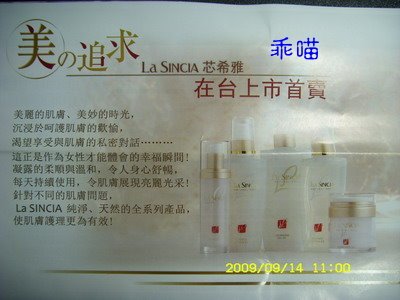 美の追求
乖喵
LA SINCIA 芯希雅
在台上市首賣
美麗的肌膚、美妙的時光,
沉浸於呵護肌膚的歡愉,
渴望享受與肌膚的私密對話………
這正是作為女性才能體會的幸福瞬間!
凝露的柔順與溫和,令人身心舒暢,
每天持續使用,令肌膚展現亮麗光采!
針對不同的肌膚問題,
La SINCIA 純淨、天然的全系列產品,
使肌膚護理更為有效!
LA SINCIA
2009/09/14 11:00